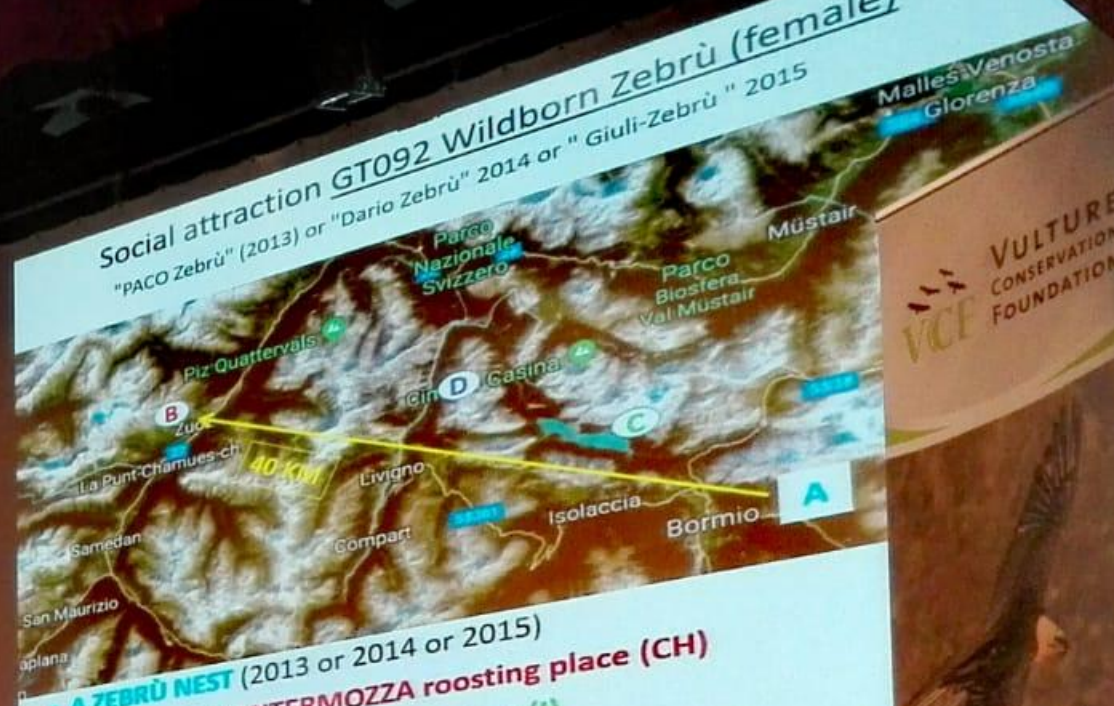 Social attraction GT092 Wildborn Zebrù (female)
"PACO Zebrù" (2013) or "Dario Zebrù" 2014 or " Giuli-Zebrù " 2015
Malles Venosta
Glorenza
Müstair
Parco
Nazionale
Svizzero
Parco
Biosfera
Val Müstair
Piz Quattervals
Casina
D
C
B
La Punt-Chamues-ch
40 KM
Livigno
A
Isolaccia
Bormio
Samedan
Compart
San Maurizio
aplana
A ZEBRÙ NEST (2013 or 2014 or 2015)
roosting place (CH)
VULTURE
CONSERVATION
FOUNDATION
VCF